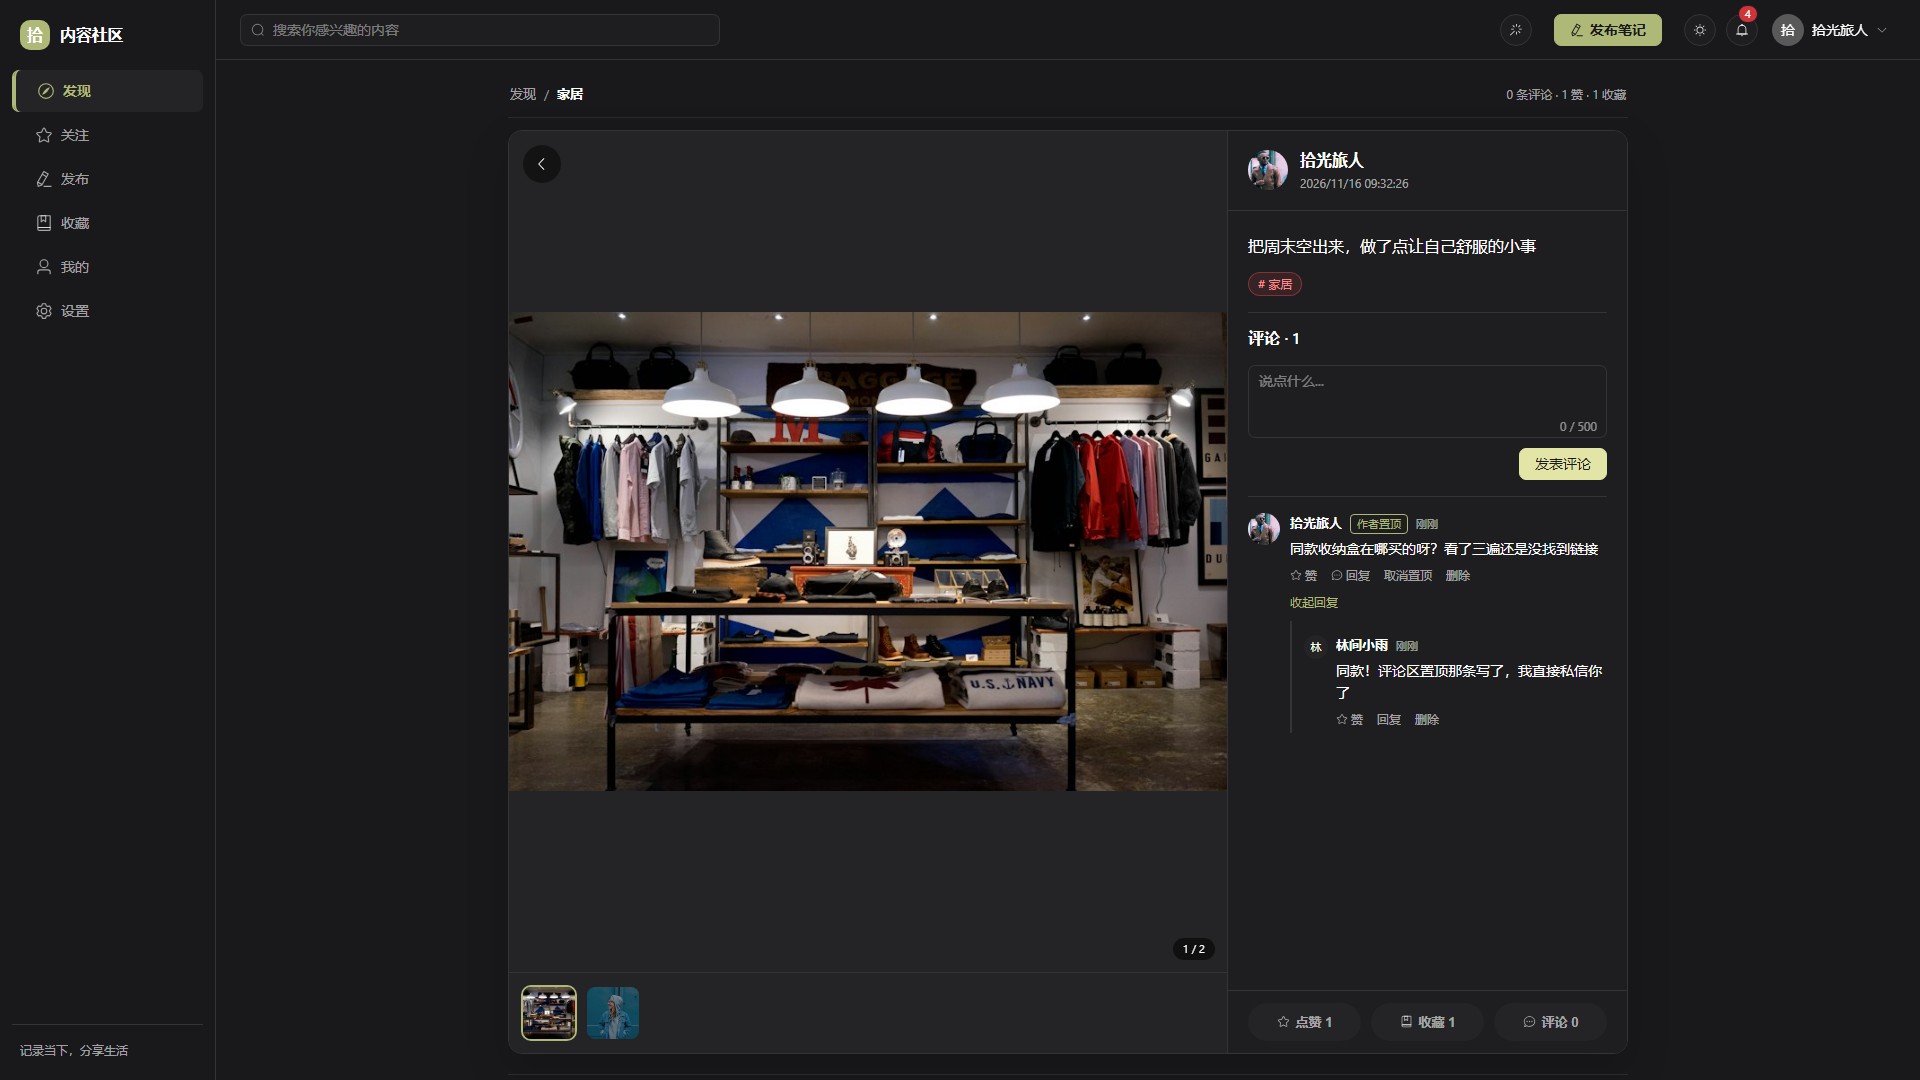 拾 内容社区
搜索你感兴趣的内容
发布笔记
4
拾 拾光旅人
发现
关注
发布
收藏
我的
设置
记录当下，分享生活
发现 / 家居
0 条评论 · 1 赞 · 1 收藏
BAGGAGE
M
U.S. NAVY
1 / 2
拾光旅人
2026/11/16 09:32:26
把周末空出来，做了点让自己舒服的小事
# 家居
评论 · 1
说点什么...
0 / 500
发表评论
拾光旅人 作者置顶 刚刚
同款收纳盒在哪买的呀？看了三遍还是没找到链接
赞 回复 取消置顶 删除
收起回复
林 林间小雨 刚刚
同款！评论区置顶那条写了，我直接私信你
了
赞 回复 删除
点赞 1
收藏 1
评论 0